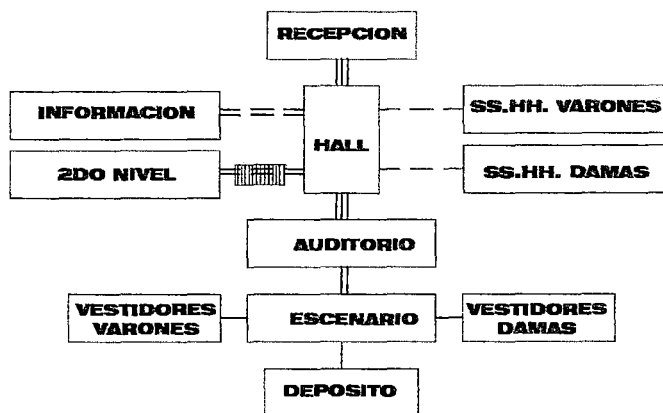 RECEPCION
INFORMACION
HALL
SS.HH. VARONES
2DO NIVEL
SS.HH. DAMAS
AUDITORIO
VESTIDORES
VARONES
ESCENARIO
VESTIDORES
DAMAS
DEPOSITO